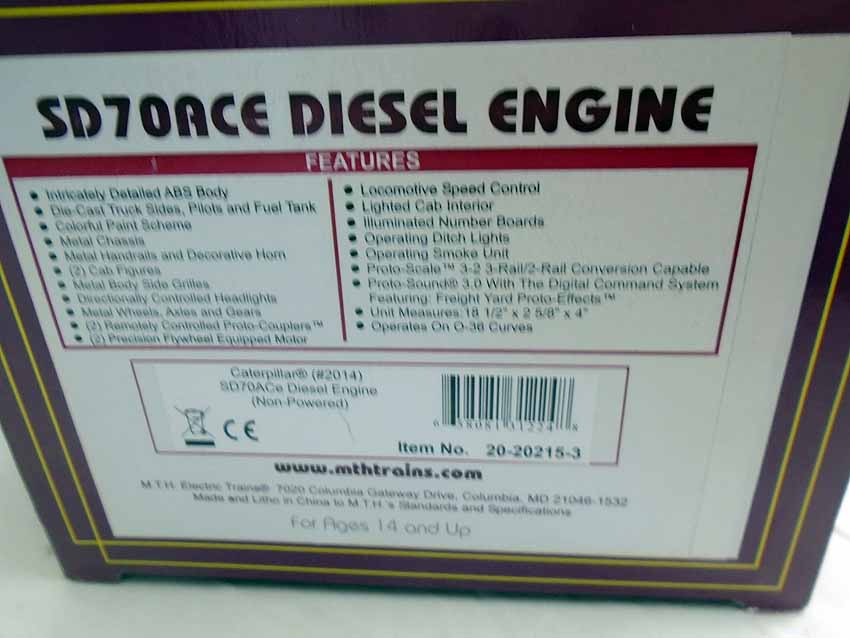 SD70ACE DIESEL ENGINE
FEATURES
• Intricately Detailed ABS Body
• Die-Cast Truck Sides, Pilots and Fuel Tank
• Colorful Paint Scheme
• Metal Chassis
• Metal Handrails and Decorative Horn
• (2) Cab Figures
• Metal Body Side Grilles
• Directionally Controlled Headlights
• Metal Wheels, Axles and Gears
• (2) Remotely Controlled Proto-Couplers™
• (2) Precision Flywheel Equipped Motor
• Locomotive Speed Control
• Lighted Cab Interior
• Illuminated Number Boards
• Operating Ditch Lights
• Operating Smoke Unit
• Proto-Scale™ 3-2 3-Rail/2-Rail Conversion Capable
• Proto-Sound® 3.0 With The Digital Command System
Featuring: Freight Yard Proto-Effects™
• Unit Measures:18 1/2" x 2 5/8" x 4"
• Operates On O-36 Curves
Caterpillar® (#2014)
SD70ACe Diesel Engine
(Non-Powered)
CE
Item No. 20-20215-3
www.mthtrains.com
M.T.H. Electric Trains® 7020 Columbia Gateway Drive, Columbia, MD 21046-1532
Made and Litho in China to M.T.H.'s Standards and Specifications
For Ages 14 and Up